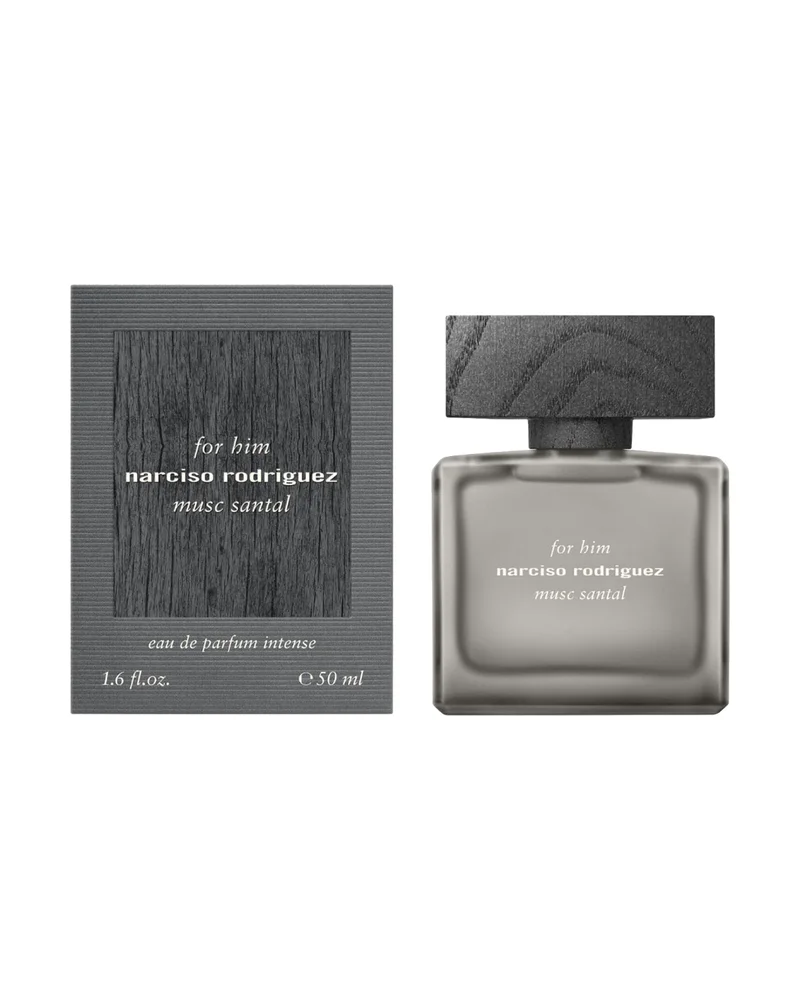 for him
narciso rodriguez
musc santal
eau de parfum intense
1.6 fl.oz. ℮ 50 ml
for him
narciso rodriguez
musc santal